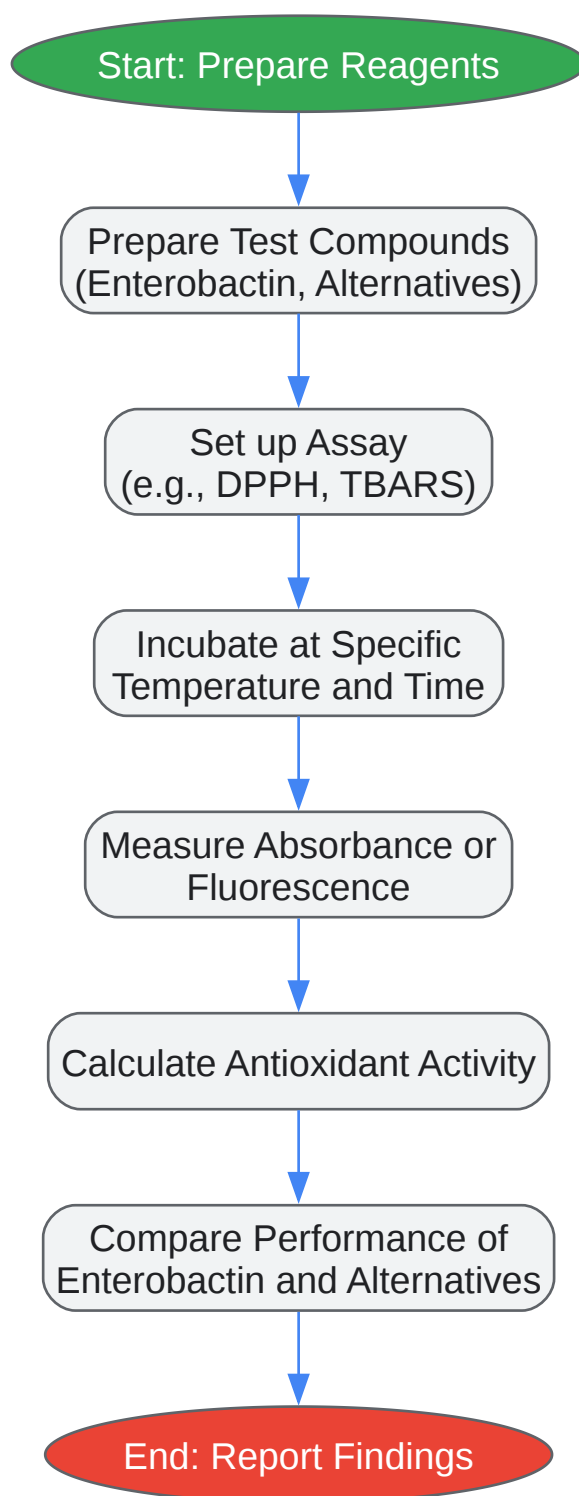 Start: Prepare Reagents
Prepare Test Compounds
(Enterobactin, Alternatives)
Set up Assay
(e.g., DPPH, TBARS)
Incubate at Specific
Temperature and Time
Measure Absorbance or
Fluorescence
Calculate Antioxidant Activity
Compare Performance of
Enterobactin and Alternatives
End: Report Findings